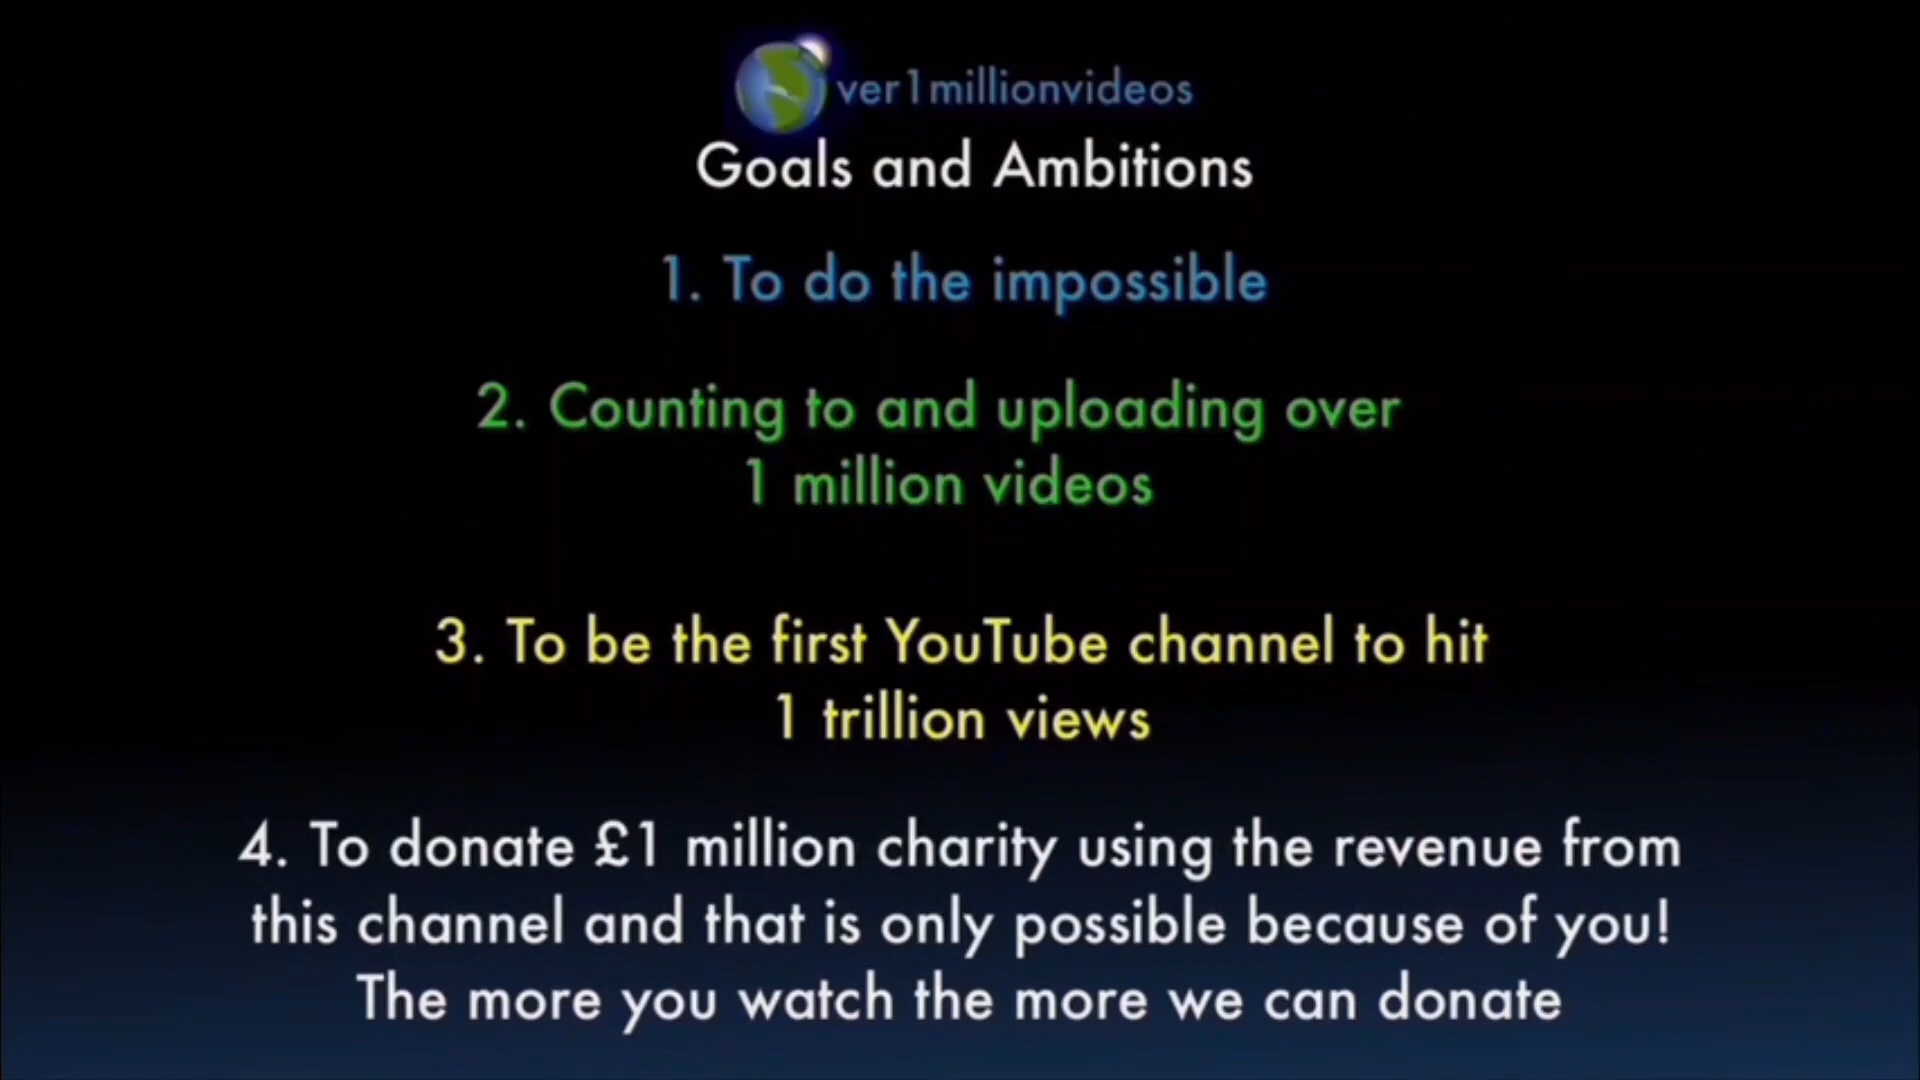 ver1millionvideos
Goals and Ambitions
1. To do the impossible
2. Counting to and uploading over
1 million videos
3. To be the first YouTube channel to hit
1 trillion views
4. To donate £1 million charity using the revenue from
this channel and that is only possible because of you!
The more you watch the more we can donate